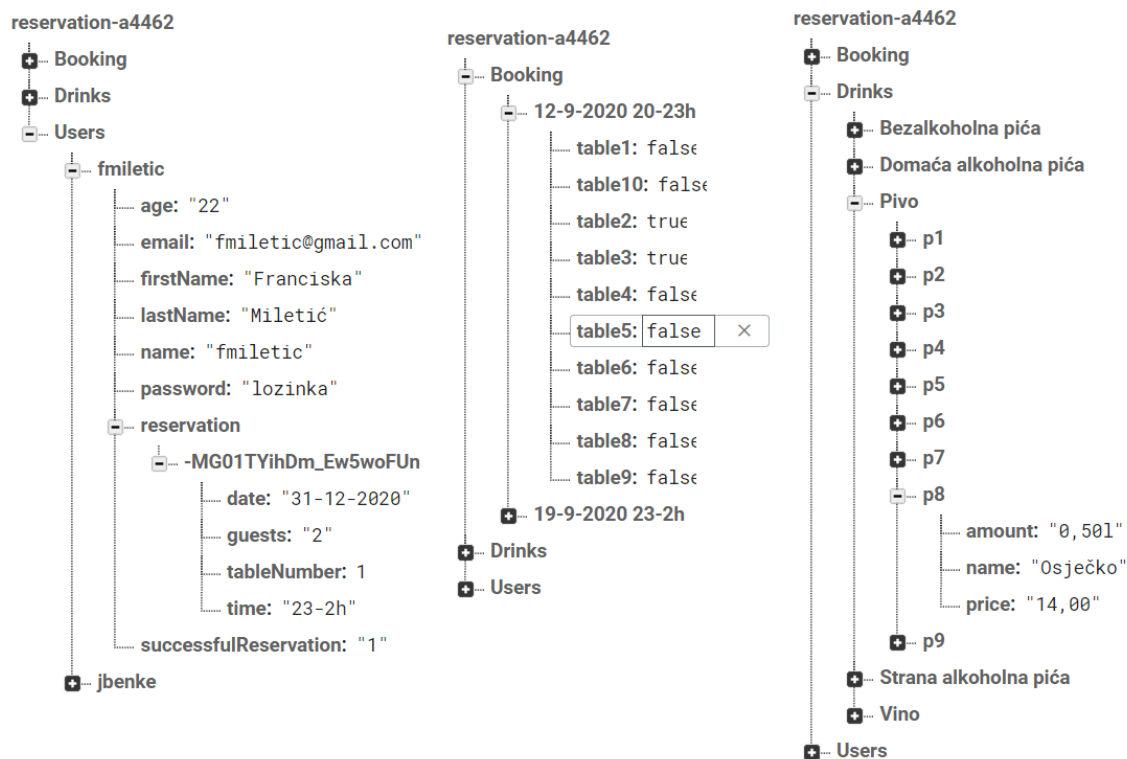 reservation-a4462
Booking
Drinks
Users
fmiletic
age: "22"
email: "fmiletic@gmail.com"
firstName: "Franciska"
lastName: "Miletić"
name: "fmiletic"
password: "lozinka"
reservation
-MG01TYihDm_Ew5woFUn
date: "31-12-2020"
guests: "2"
tableNumber: 1
time: "23-2h"
successfulReservation: "1"
jbenke
reservation-a4462
Booking
12-9-2020 20-23h
table1: false
table10: false
table2: true
table3: true
table4: false
table5: false ×
table6: false
table7: false
table8: false
table9: false
19-9-2020 23-2h
Drinks
Users
reservation-a4462
Booking
Drinks
Bezalkoholna pića
Domaća alkoholna pića
Pivo
p1
p2
p3
p4
p5
p6
p7
p8
amount: "0,50l"
name: "Osječko"
price: "14,00"
p9
Strana alkoholna pića
Vino
Users